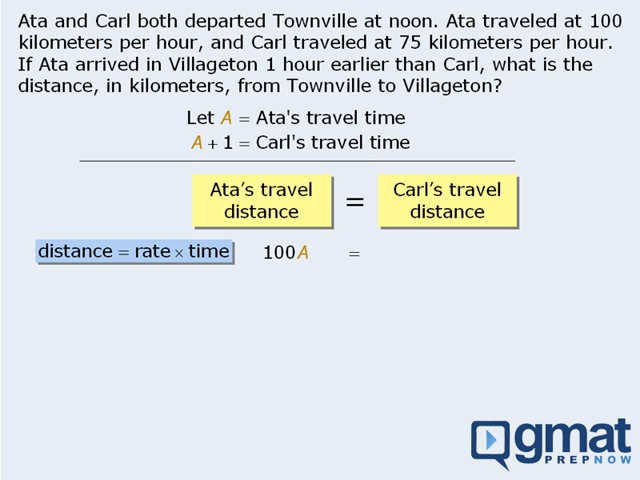 Ata and Carl both departed Townville at noon. Ata traveled at 100
kilometers per hour, and Carl traveled at 75 kilometers per hour.
If Ata arrived in Villageton 1 hour earlier than Carl, what is the
distance, in kilometers, from Townville to Villageton?
Let A = Ata's travel time
A + 1 = Carl's travel time
Ata's travel distance = Carl's travel distance
distance = rate × time 100A =
gmat
PREPNOW